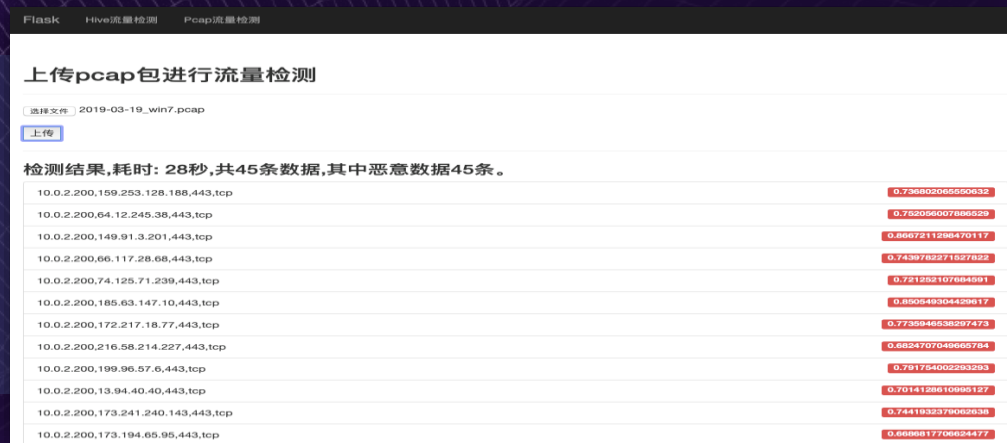 Flask Hive流量检测 Pcap流量检测
上传pcap包进行流量检测
选择文件 2019-03-19_win7.pcap
上传
检测结果,耗时: 28秒,共45条数据,其中恶意数据45条。
10.0.2.200,159.253.128.188,443,tcp 0.736802065550632
10.0.2.200,64.12.245.38,443,tcp 0.752056007886529
10.0.2.200,149.91.3.201,443,tcp 0.8667211298470117
10.0.2.200,66.117.28.68,443,tcp 0.7439782271527822
10.0.2.200,74.125.71.239,443,tcp 0.721252107684591
10.0.2.200,185.63.147.10,443,tcp 0.850549304429617
10.0.2.200,172.217.18.77,443,tcp 0.7735946538297473
10.0.2.200,216.58.214.227,443,tcp 0.6824707049665784
10.0.2.200,199.96.57.6,443,tcp 0.791754002293293
10.0.2.200,13.94.40.40,443,tcp 0.7014128610995127
10.0.2.200,173.241.240.143,443,tcp 0.7441932379062638
10.0.2.200,173.194.65.95,443,tcp 0.6686817706624477